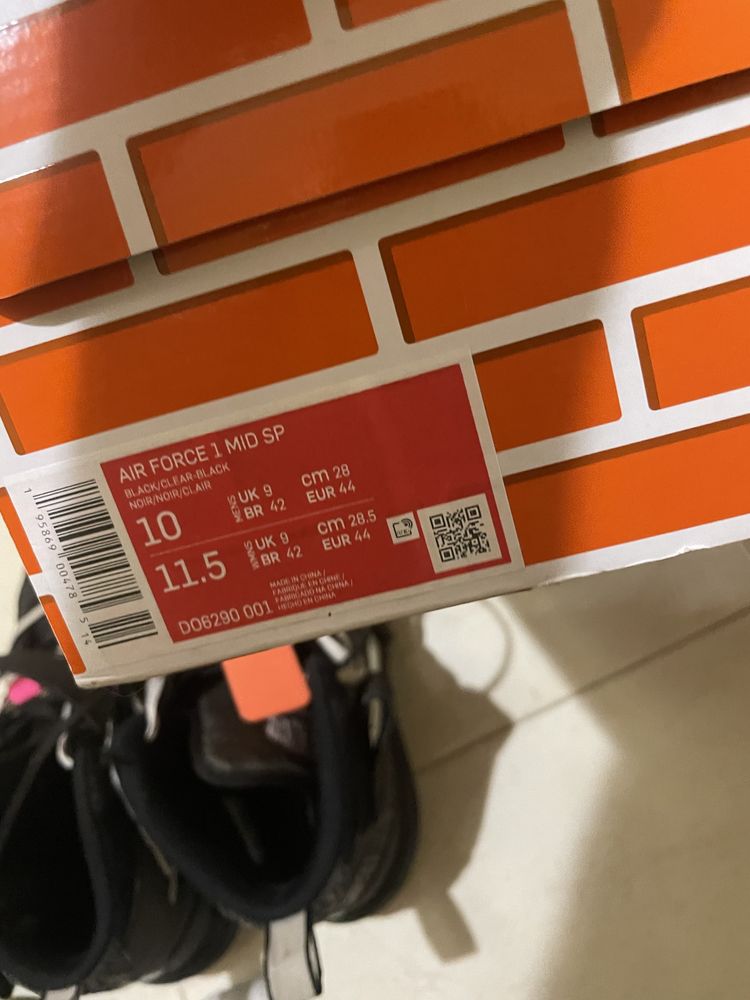 AIR FORCE 1 MID SP
BLACK/CLEAR-BLACK
NOIR/NOIR/CLAIR
10 MEN'S UK 9 cm 28
BR 42 EUR 44
11.5 WMNS UK 9 cm 28.5
BR 42 EUR 44
MADE IN CHINA /
FABRIQUÉ EN CHINE /
FABRICADO NA CHINA /
HECHO EN CHINA
DO6290 001
1 95869 00478 5 14